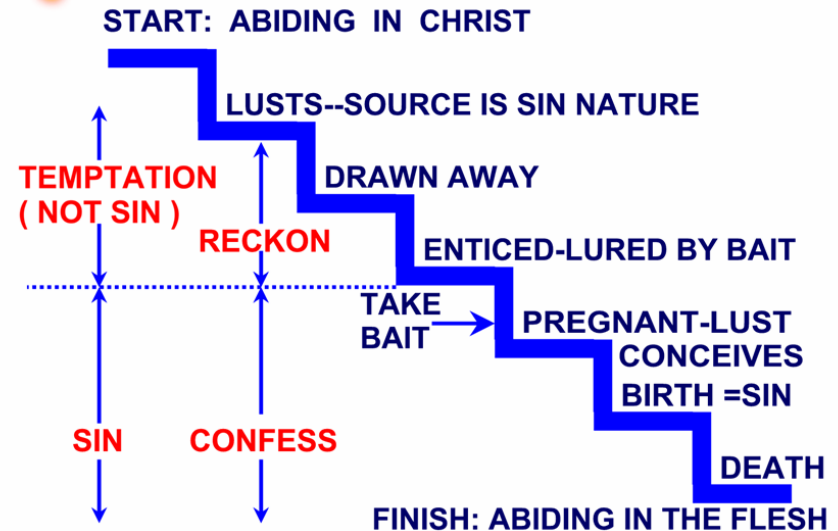 START: ABIDING IN CHRIST
LUSTS--SOURCE IS SIN NATURE
TEMPTATION
( NOT SIN )
DRAWN AWAY
RECKON
ENTICED-LURED BY BAIT
TAKE
BAIT
PREGNANT-LUST
CONCEIVES
BIRTH =SIN
SIN
CONFESS
DEATH
FINISH: ABIDING IN THE FLESH